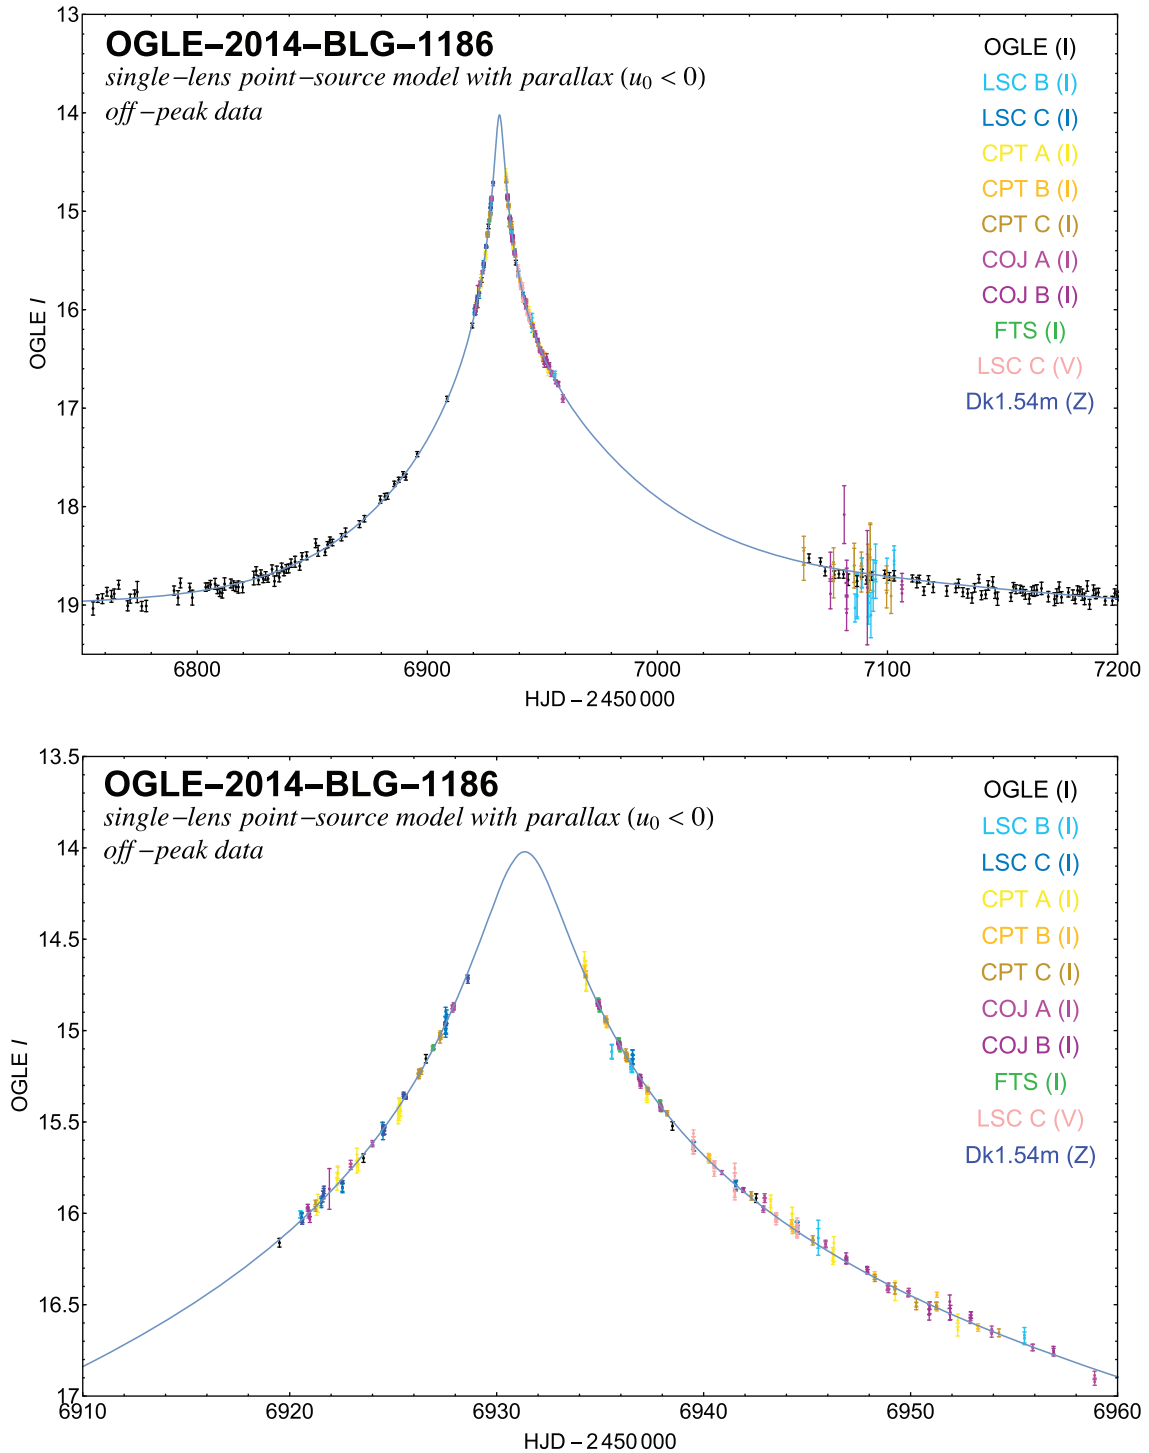 13
OGLE–2014–BLG–1186
single–lens point–source model with parallax (u0 < 0)
off–peak data
OGLE (I)
LSC B (I)
LSC C (I)
CPT A (I)
CPT B (I)
CPT C (I)
COJ A (I)
COJ B (I)
FTS (I)
LSC C (V)
Dk1.54m (Z)
14
15
16
17
18
19
OGLE I
6800
6900
7000
7100
7200
HJD – 2 450 000
13.5
OGLE–2014–BLG–1186
single–lens point–source model with parallax (u0 < 0)
off–peak data
OGLE (I)
LSC B (I)
LSC C (I)
CPT A (I)
CPT B (I)
CPT C (I)
COJ A (I)
COJ B (I)
FTS (I)
LSC C (V)
Dk1.54m (Z)
14
14.5
15
15.5
16
16.5
17
OGLE I
6910
6920
6930
6940
6950
6960
HJD – 2 450 000